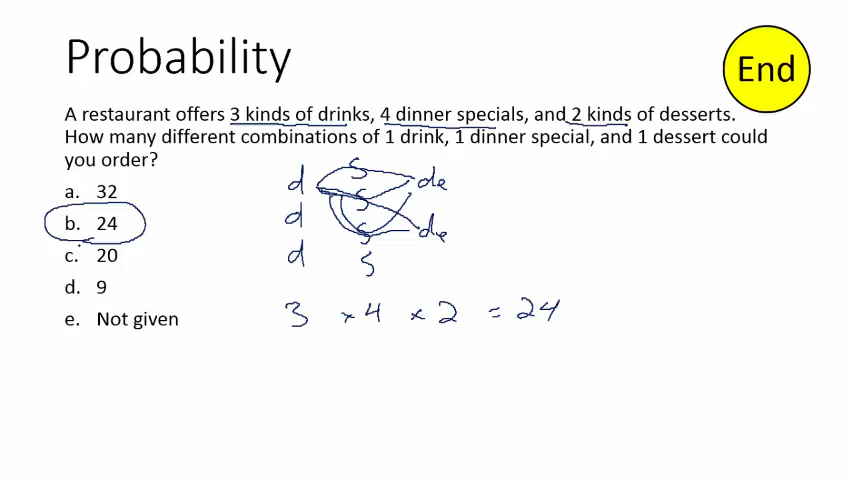 Probability
End
A restaurant offers 3 kinds of drinks, 4 dinner specials, and 2 kinds of desserts.
How many different combinations of 1 drink, 1 dinner special, and 1 dessert could
you order?
a. 32
b. 24
c. 20
d. 9
e. Not given
d s de
d s
d s de
s
3 x 4 x 2 = 24